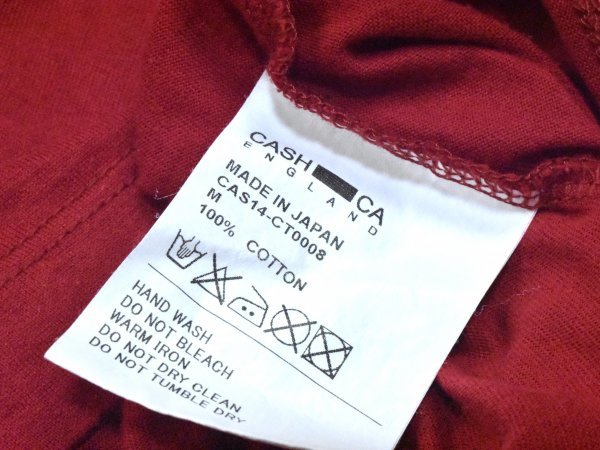 CASH CA
ENGLAND
MADE IN JAPAN
CAS14-CT0008
M
100% COTTON
HAND WASH
DO NOT BLEACH
WARM IRON
DO NOT DRY CLEAN
DO NOT TUMBLE DRY